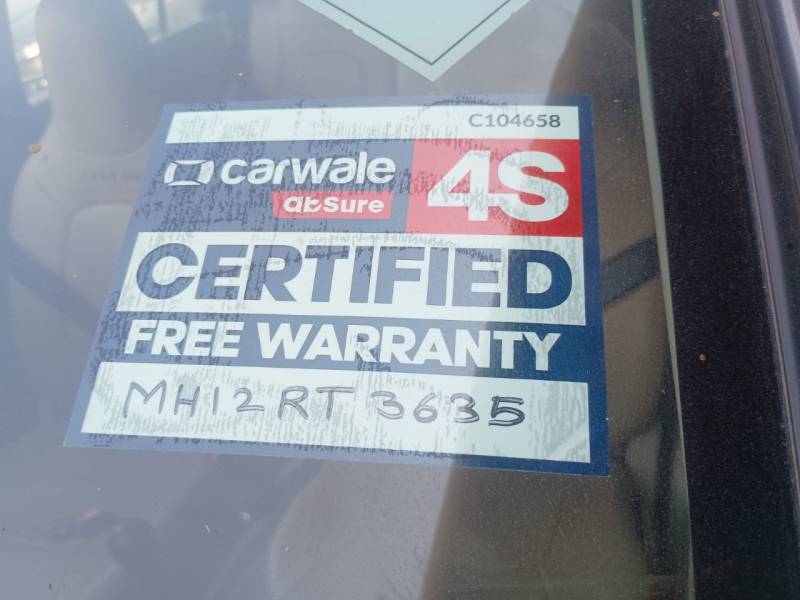 C104658
carwale 4S
abSure
CERTIFIED
FREE WARRANTY
MH12RT 3635